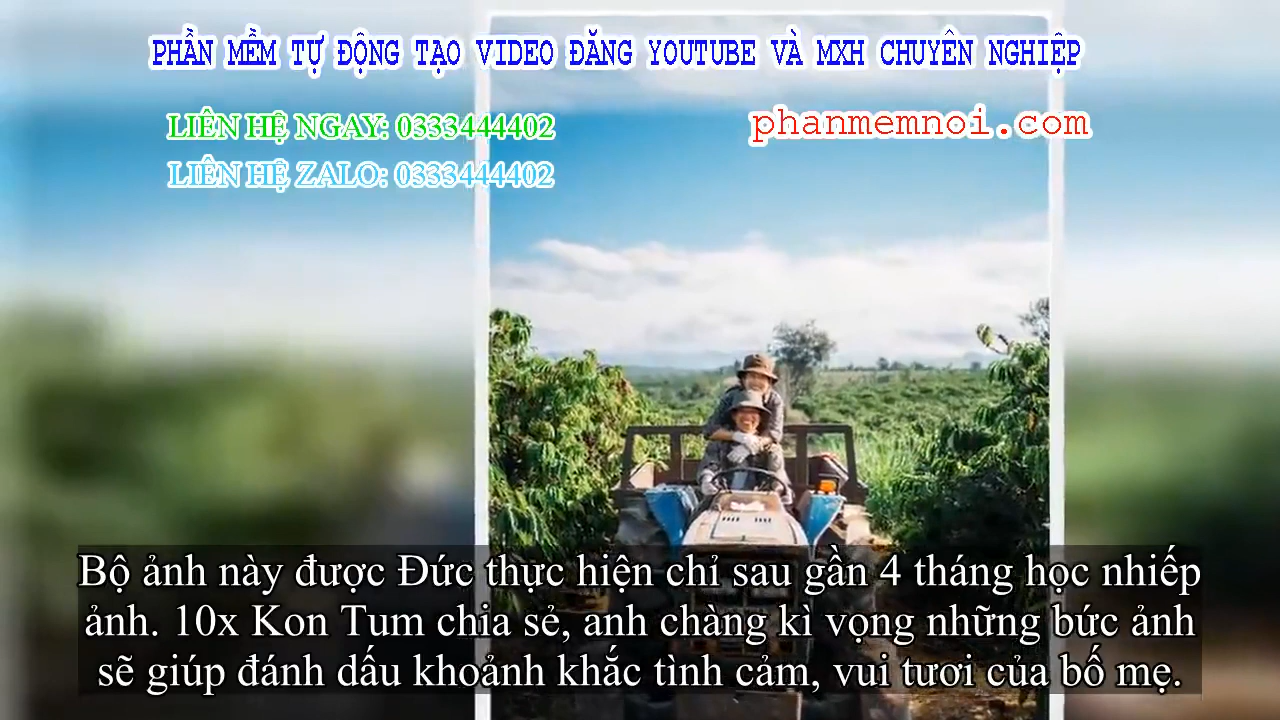 PHẦN MỀM TỰ ĐỘNG TẠO VIDEO ĐĂNG YOUTUBE VÀ MXH CHUYÊN NGHIỆP
LIÊN HỆ NGAY: 0333444402
phanmemnoi.com
LIÊN HỆ ZALO: 0333444402
Bộ ảnh này được Đức thực hiện chỉ sau gần 4 tháng học nhiếp
ảnh. 10x Kon Tum chia sẻ, anh chàng kì vọng những bức ảnh
sẽ giúp đánh dấu khoảnh khắc tình cảm, vui tươi của bố mẹ.